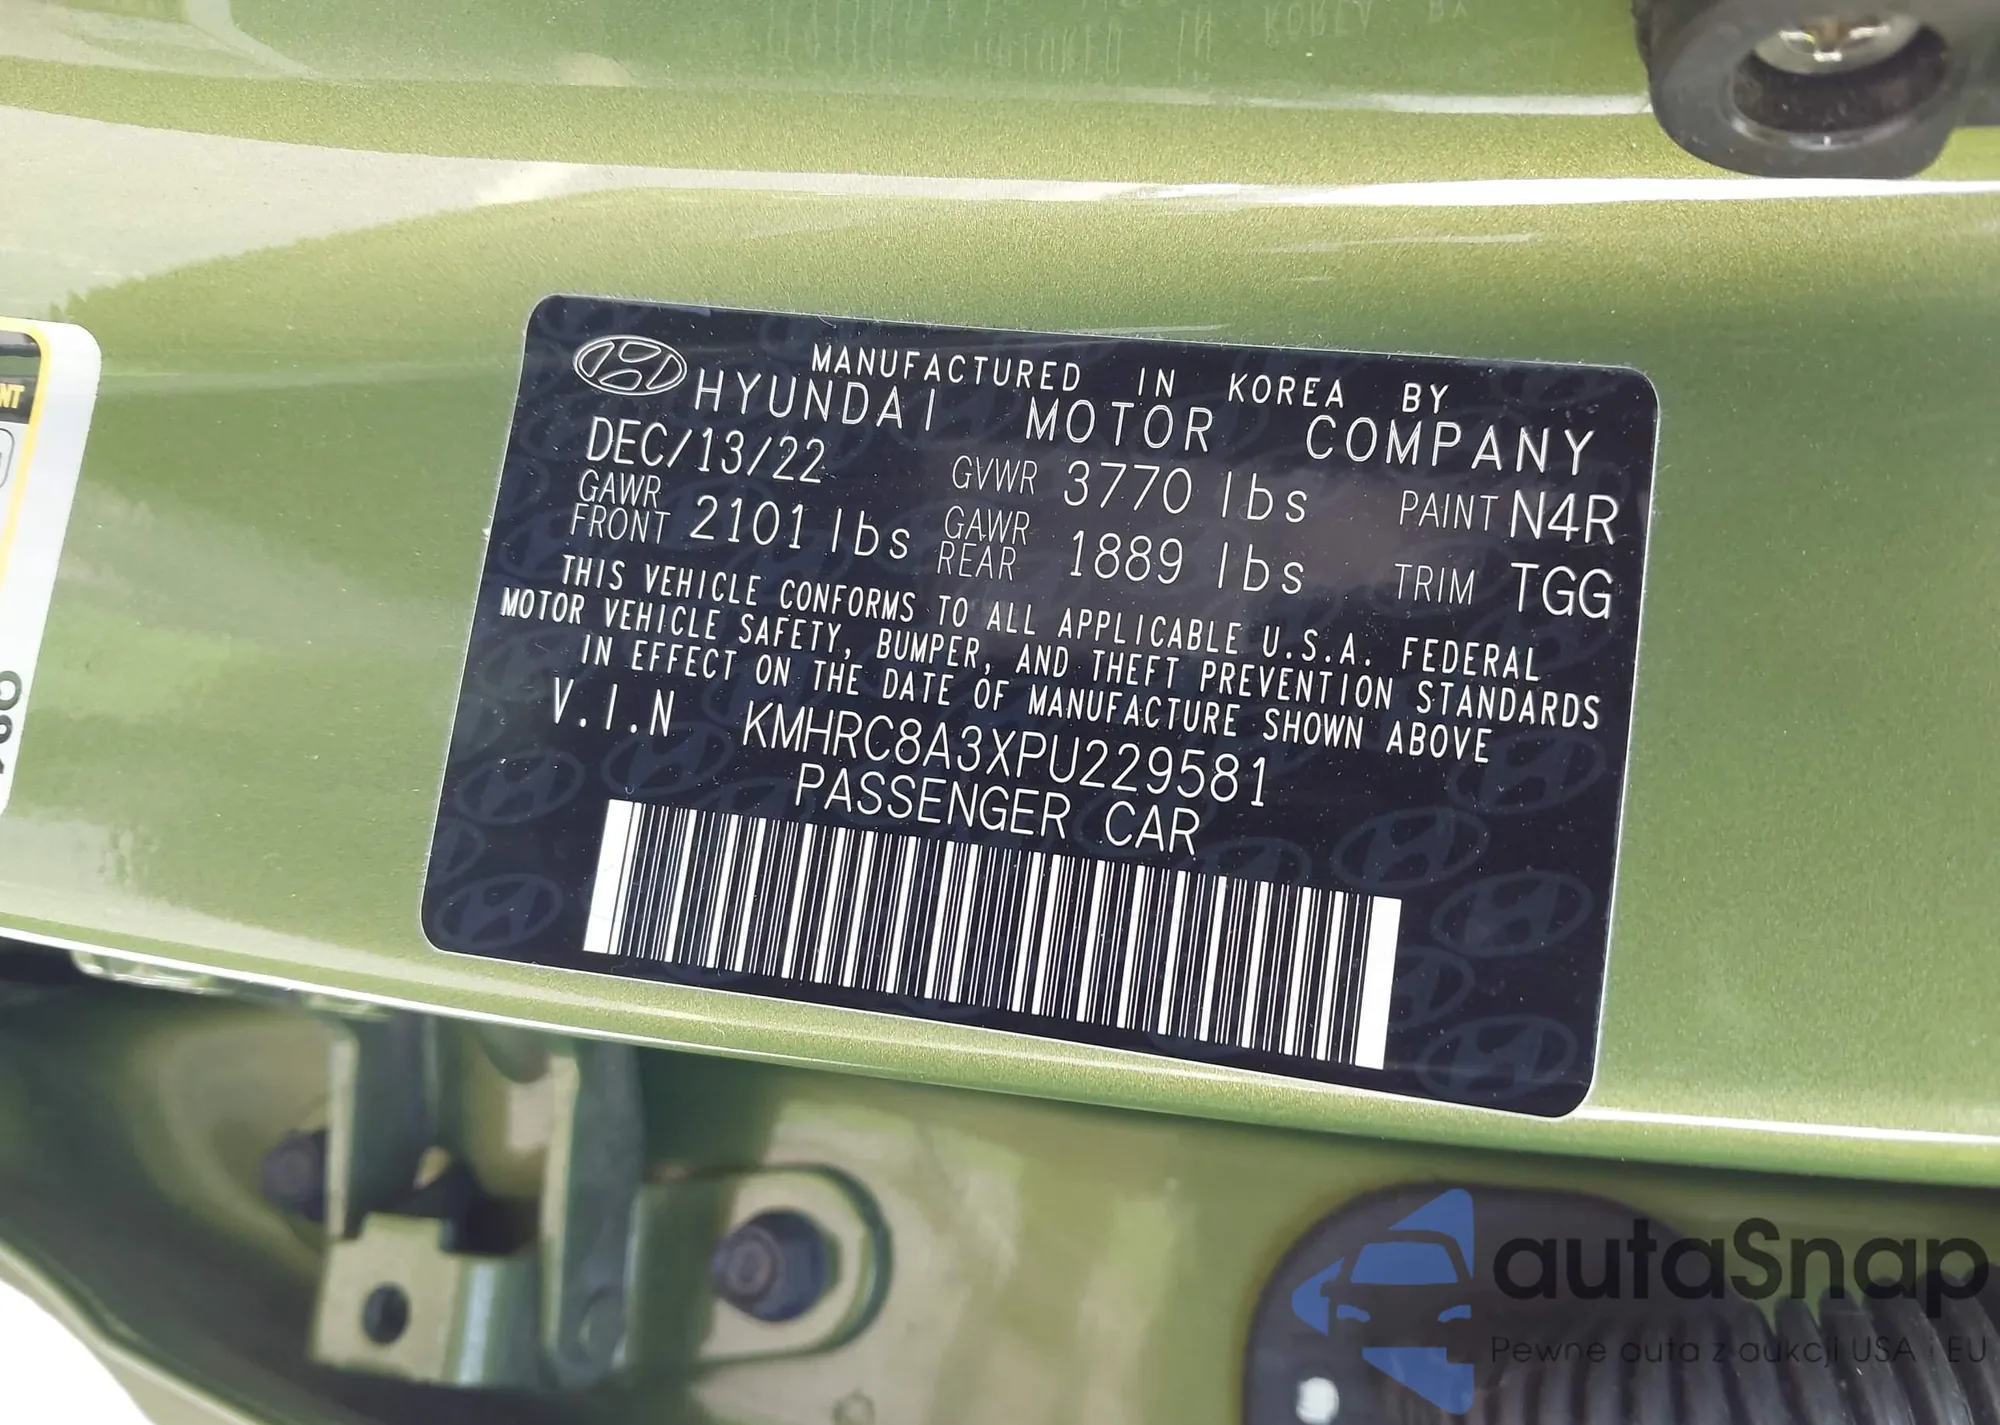 MANUFACTURED IN KOREA BY
HYUNDAI MOTOR COMPANY
DEC/13/22 GVWR 3770 lbs PAINT N4R
GAWR FRONT 2101 lbs GAWR REAR 1889 lbs TRIM TGG
THIS VEHICLE CONFORMS TO ALL APPLICABLE U.S.A. FEDERAL
MOTOR VEHICLE SAFETY, BUMPER, AND THEFT PREVENTION STANDARDS
IN EFFECT ON THE DATE OF MANUFACTURE SHOWN ABOVE
V.I.N KMHRC8A3XPU229581
PASSENGER CAR
autaSnap
Pewne auta z aukcji USA i EU